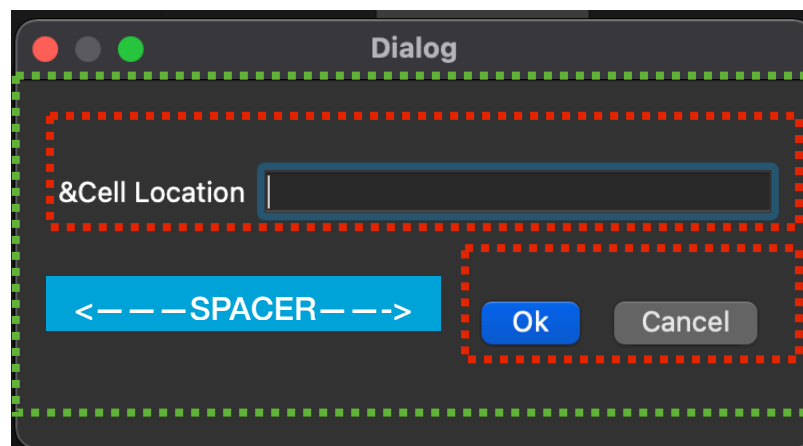 Dialog
&Cell Location
<———SPACER——->
Ok Cancel